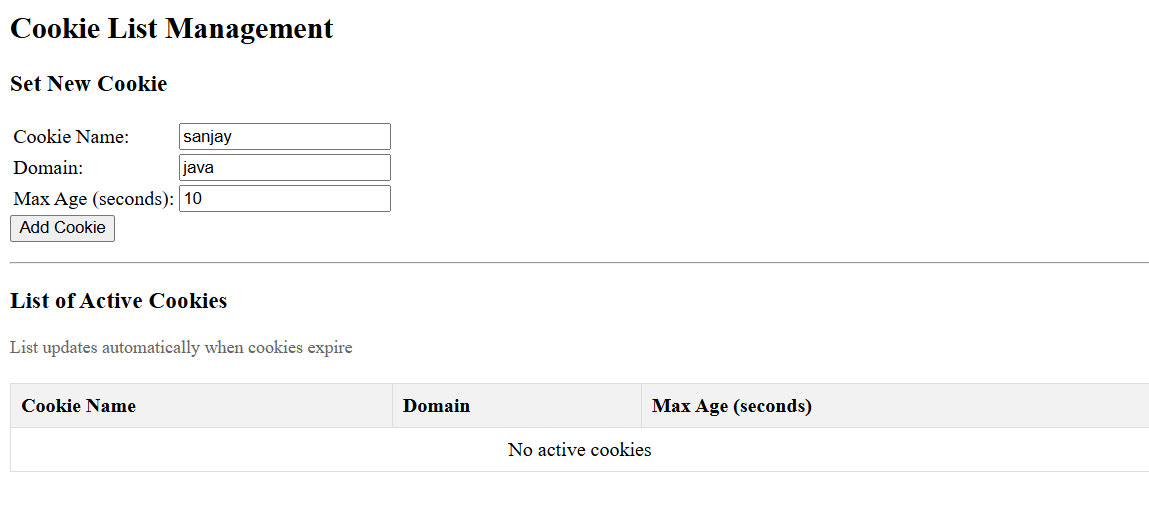 Cookie List Management
Set New Cookie
Cookie Name: sanjay
Domain: java
Max Age (seconds): 10
Add Cookie
List of Active Cookies
List updates automatically when cookies expire
Cookie Name Domain Max Age (seconds)
No active cookies